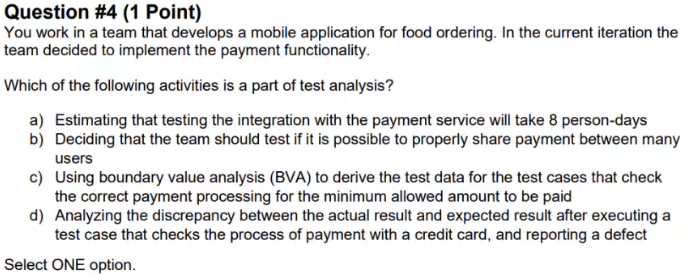 Question #4 (1 Point)
You work in a team that develops a mobile application for food ordering. In the current iteration the
team decided to implement the payment functionality.
Which of the following activities is a part of test analysis?
a) Estimating that testing the integration with the payment service will take 8 person-days
b) Deciding that the team should test if it is possible to properly share payment between many
users
c) Using boundary value analysis (BVA) to derive the test data for the test cases that check
the correct payment processing for the minimum allowed amount to be paid
d) Analyzing the discrepancy between the actual result and expected result after executing a
test case that checks the process of payment with a credit card, and reporting a defect
Select ONE option.